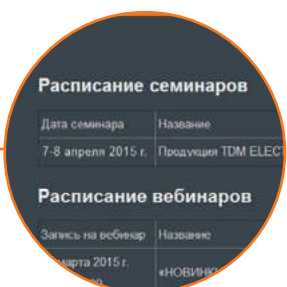 Расписание семинаров
Дата семинара Название
7-8 апреля 2015 г. Продукция TDM ELECT
Расписание вебинаров
Запись на вебинар Название
марта 2015 г.
«НОВИНК